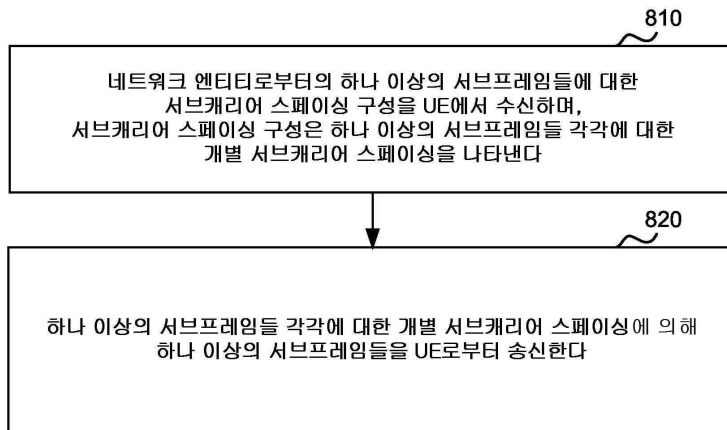 810
네트워크 엔티티로부터의 하나 이상의 서브프레임들에 대한
서브캐리어 스페이싱 구성을 UE에서 수신하며,
서브캐리어 스페이싱 구성은 하나 이상의 서브프레임들 각각에 대한
개별 서브캐리어 스페이싱을 나타낸다
820
하나 이상의 서브프레임들 각각에 대한 개별 서브캐리어 스페이싱에 의해
하나 이상의 서브프레임들을 UE로부터 송신한다